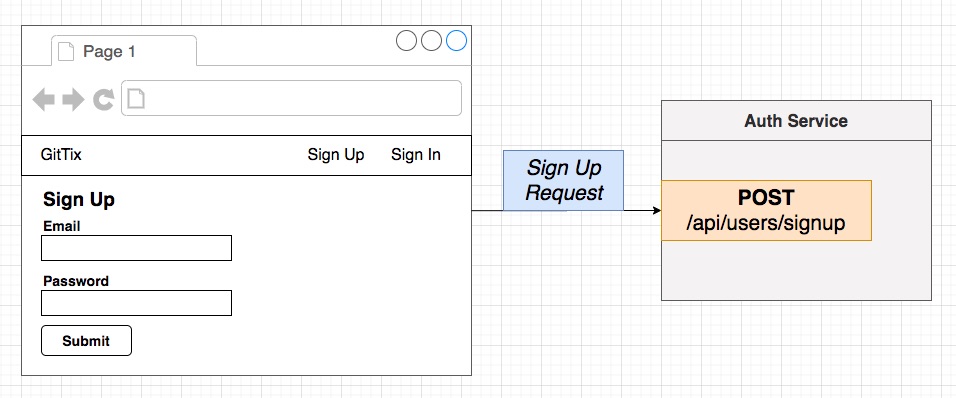 Page 1
GitTix
Sign Up
Sign In
Sign Up
Email
Password
Submit
Sign Up
Request
Auth Service
POST
/api/users/signup